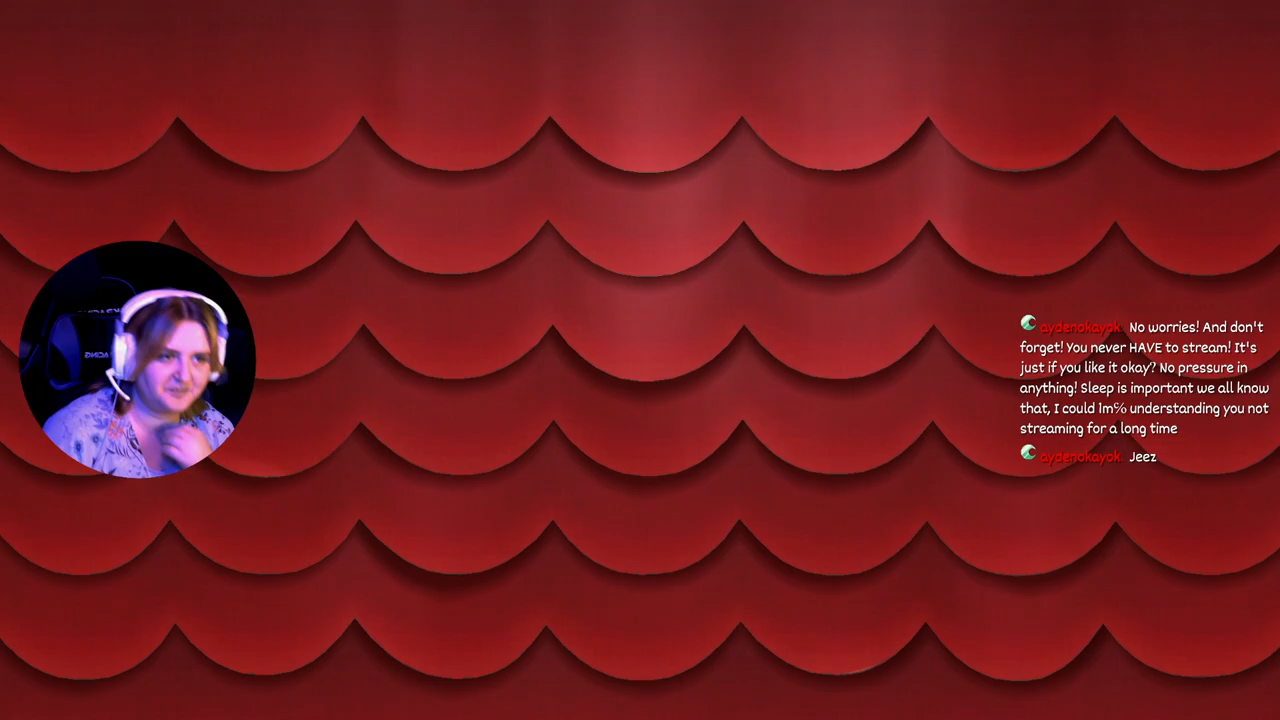 aydenokayok No worries! And don't
forget! You never HAVE to stream! It's
just if you like it okay? No pressure in
anything! Sleep is important we all know
that, I could 1m% understanding you not
streaming for a long time
aydenokayok Jeez